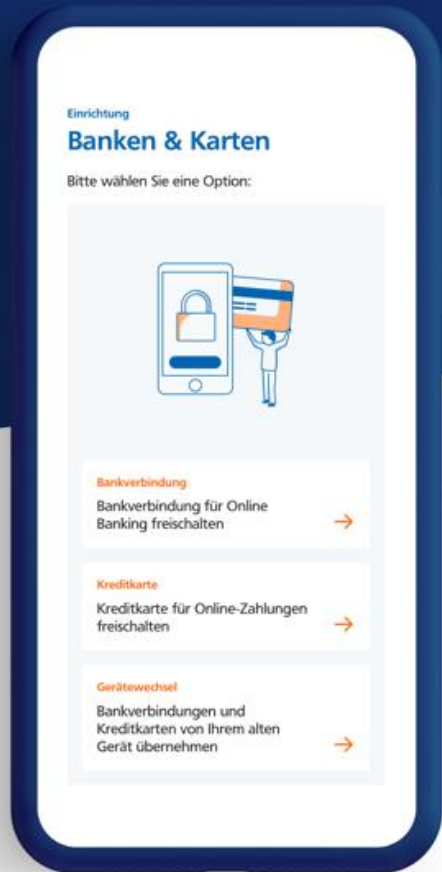 Einrichtung
Banken & Karten
Bitte wählen Sie eine Option:
Bankverbindung
Bankverbindung für Online
Banking freischalten
Kreditkarte
Kreditkarte für Online-Zahlungen
freischalten
Gerätewechsel
Bankverbindungen und
Kreditkarten von Ihrem alten
Gerät übernehmen